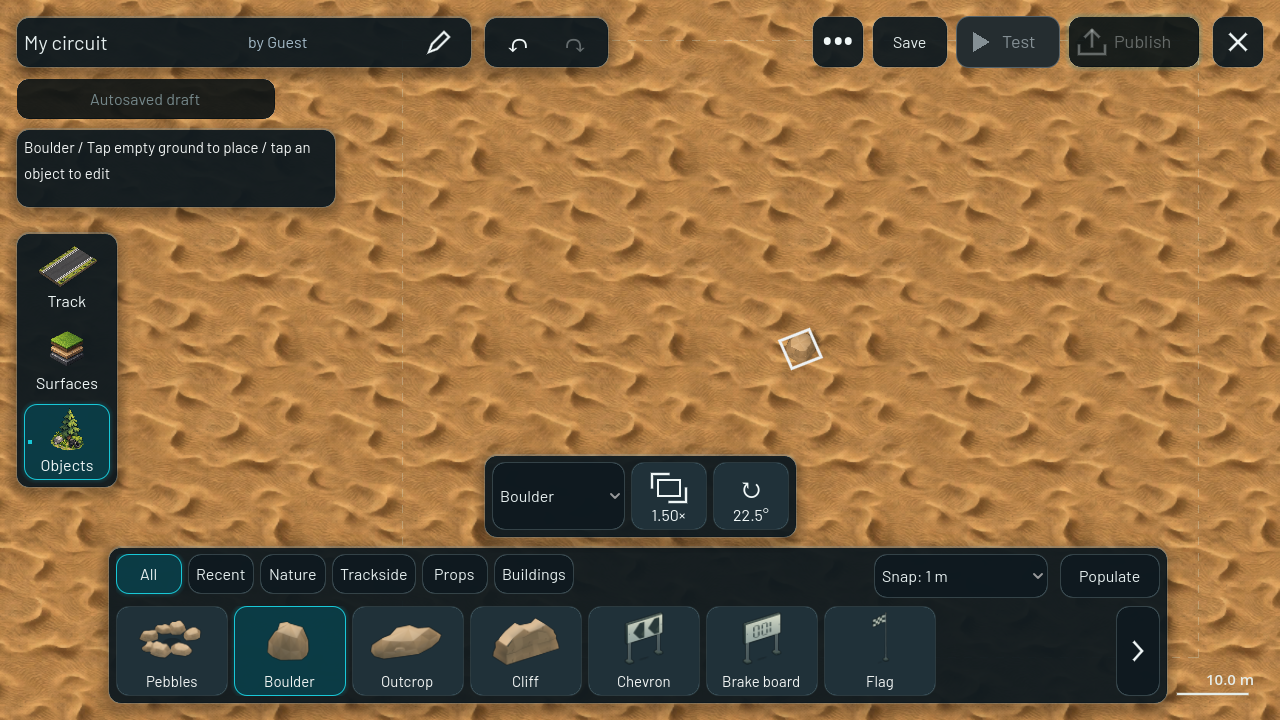 My circuit
by Guest
Save
Test
Publish
Autosaved draft
Boulder / Tap empty ground to place / tap an
object to edit
Track
Surfaces
Objects
Boulder
1.50×
22.5°
All
Recent
Nature
Trackside
Props
Buildings
Snap: 1 m
Populate
Pebbles
Boulder
Outcrop
Cliff
Chevron
Brake board
Flag
10.0 m